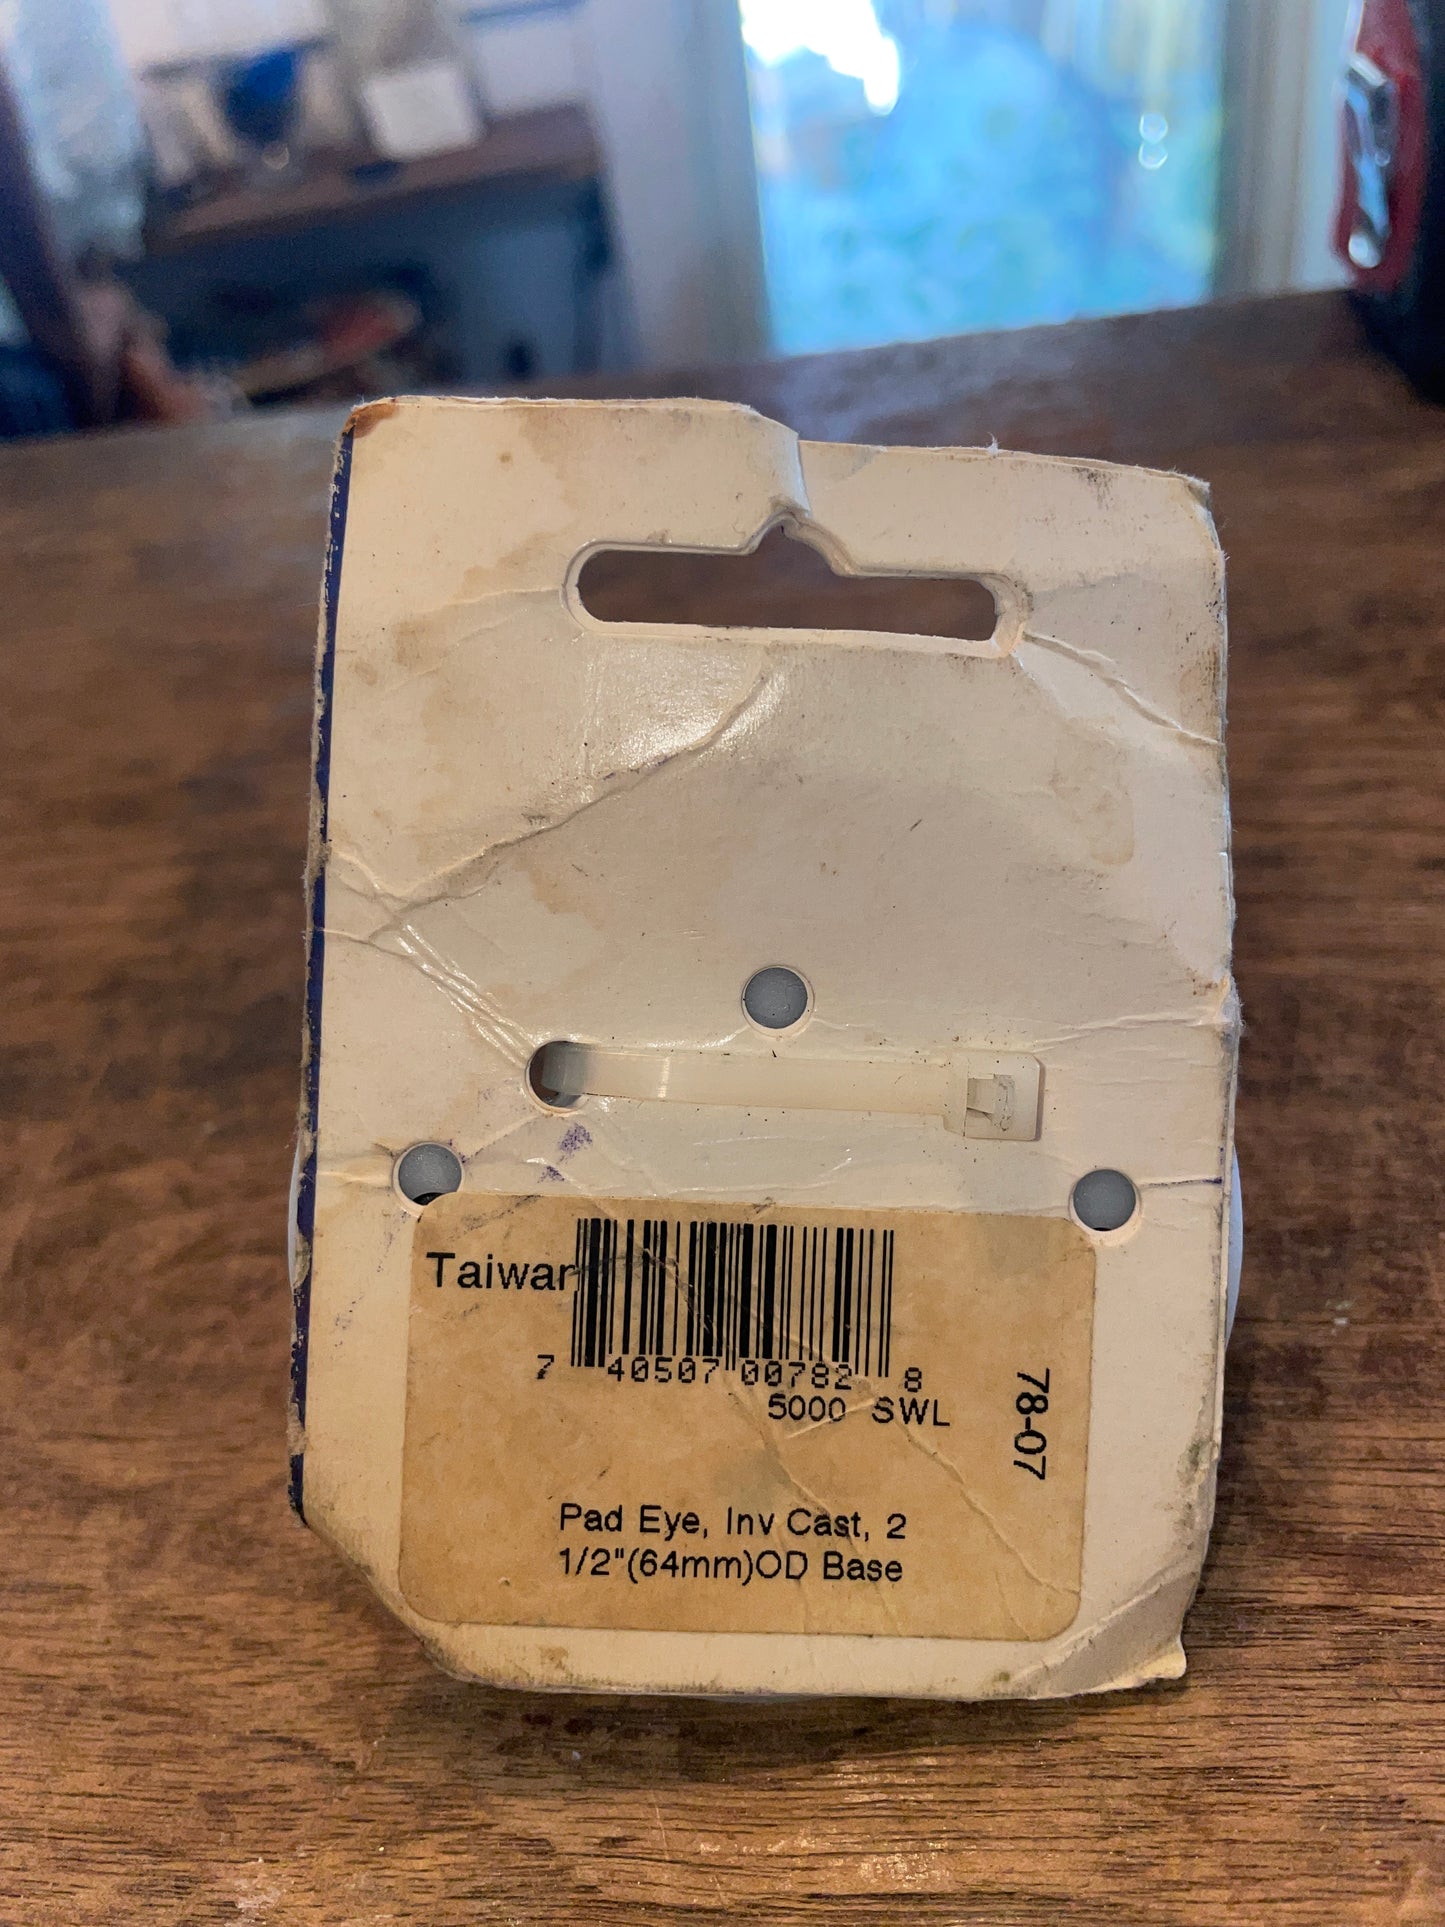 Taiwan
7 40507 00782 8
5000 SWL
78-07
Pad Eye, Inv Cast, 2
1/2"(64mm)OD Base